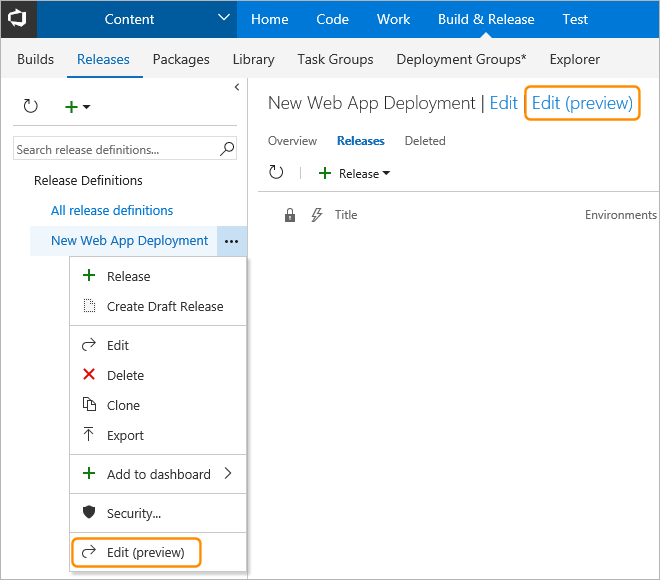 Content Home Code Work Build & Release Test
Builds Releases Packages Library Task Groups Deployment Groups* Explorer
New Web App Deployment | Edit Edit (preview)
Overview Releases Deleted
Search release definitions...
Release
Release Definitions
All release definitions
Title Environments
New Web App Deployment ...
Release
Create Draft Release
Edit
Delete
Clone
Export
Add to dashboard
Security...
Edit (preview)